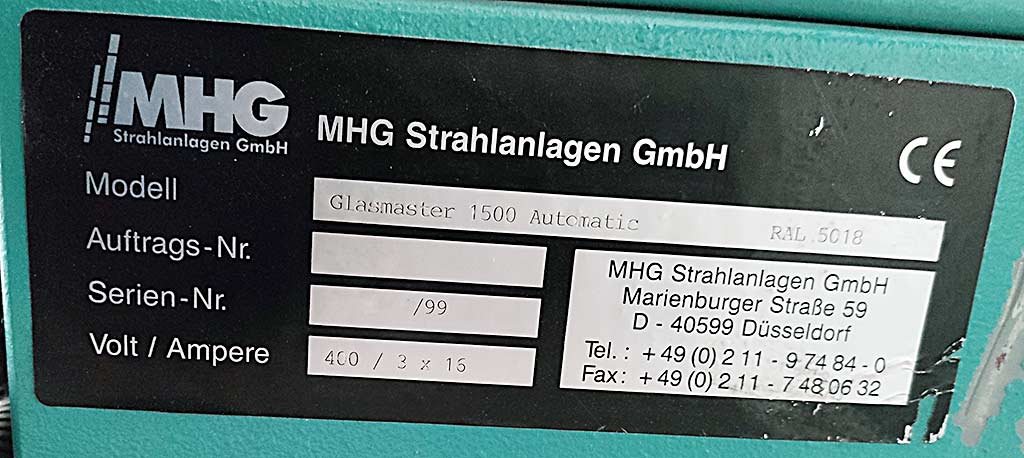 MHG
Strahlanlagen GmbH
MHG Strahlanlagen GmbH
CE
Modell
Glasmaster 1500 Automatic RAL 5018
Auftrags-Nr.
Serien-Nr.
/99
Volt / Ampere
400 / 3 x 16
MHG Strahlanlagen GmbH
Marienburger Straße 59
D - 40599 Düsseldorf
Tel. : + 49 (0) 2 11 - 9 74 84 - 0
Fax: + 49 (0) 2 11 - 7 48 06 32